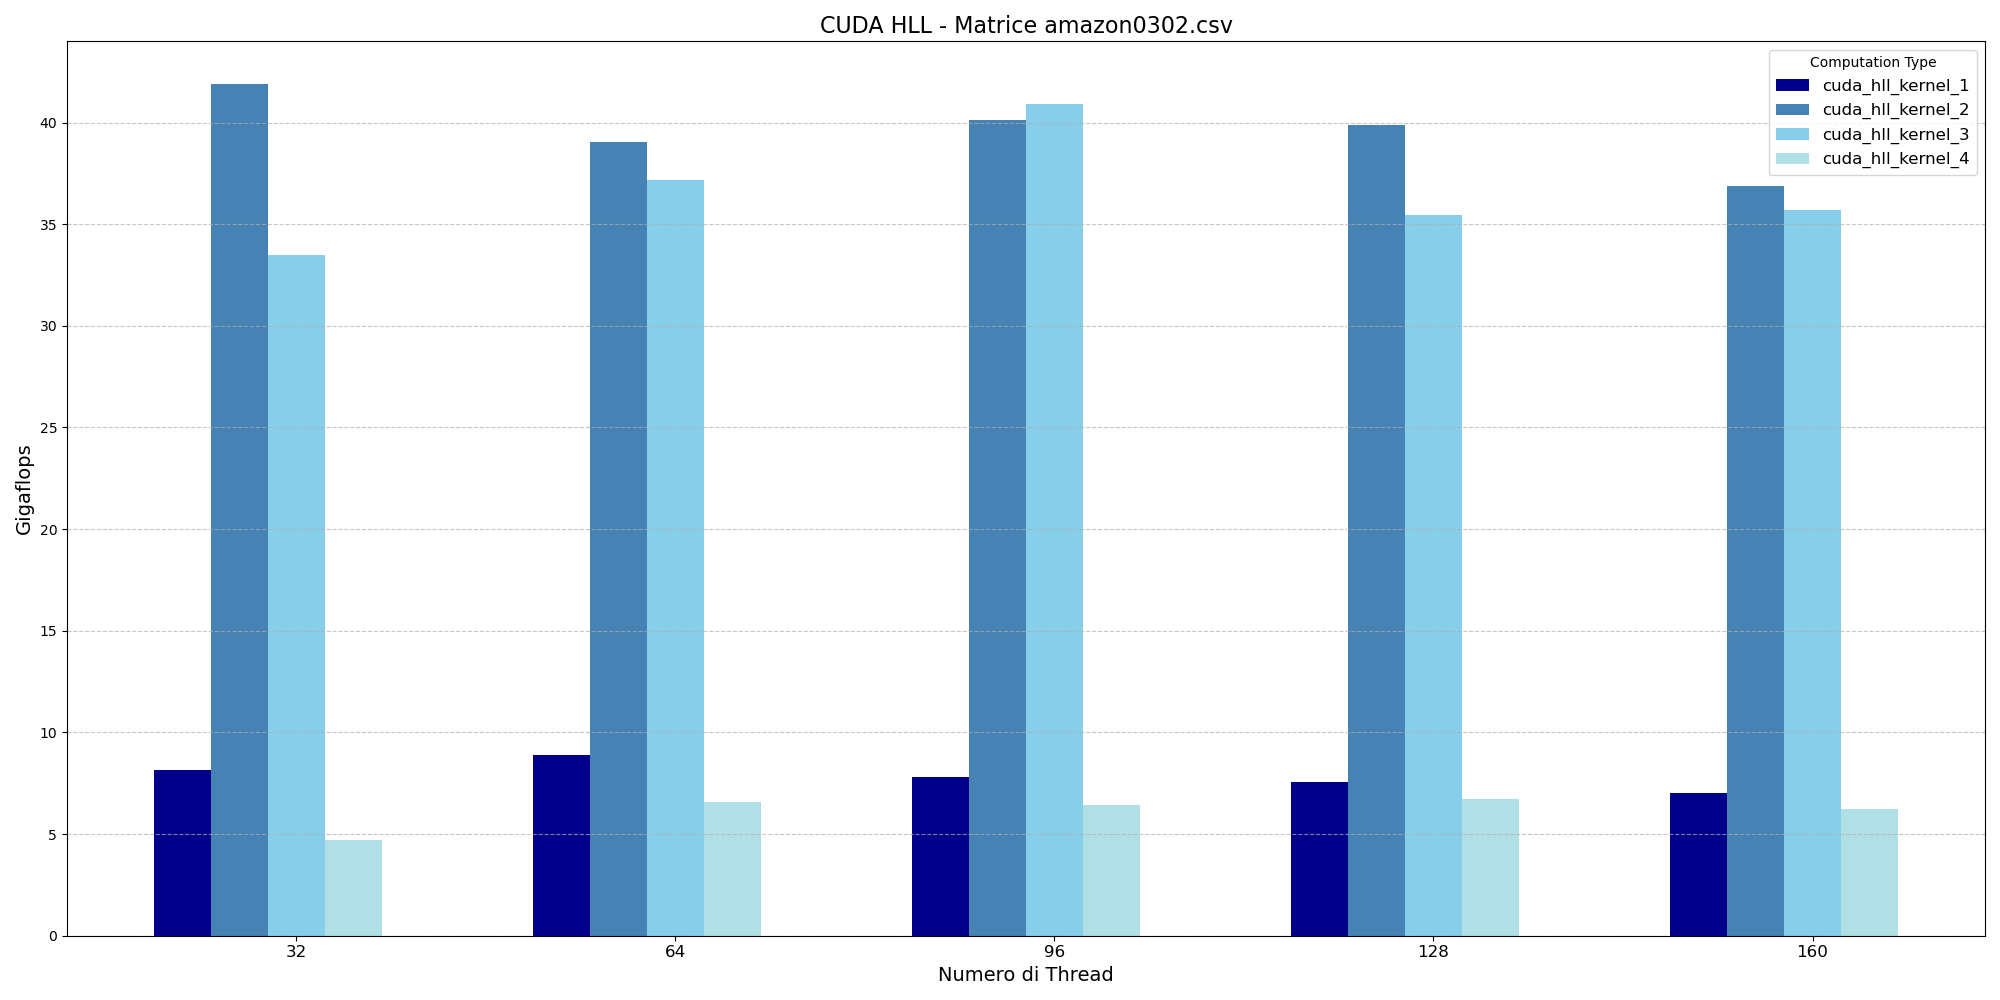 CUDA HLL - Matrice amazon0302.csv
Computation Type
cuda_hll_kernel_1
cuda_hll_kernel_2
cuda_hll_kernel_3
cuda_hll_kernel_4
Gigaflops
40
35
30
25
20
15
10
5
0
32 64 96 128 160
Numero di Thread